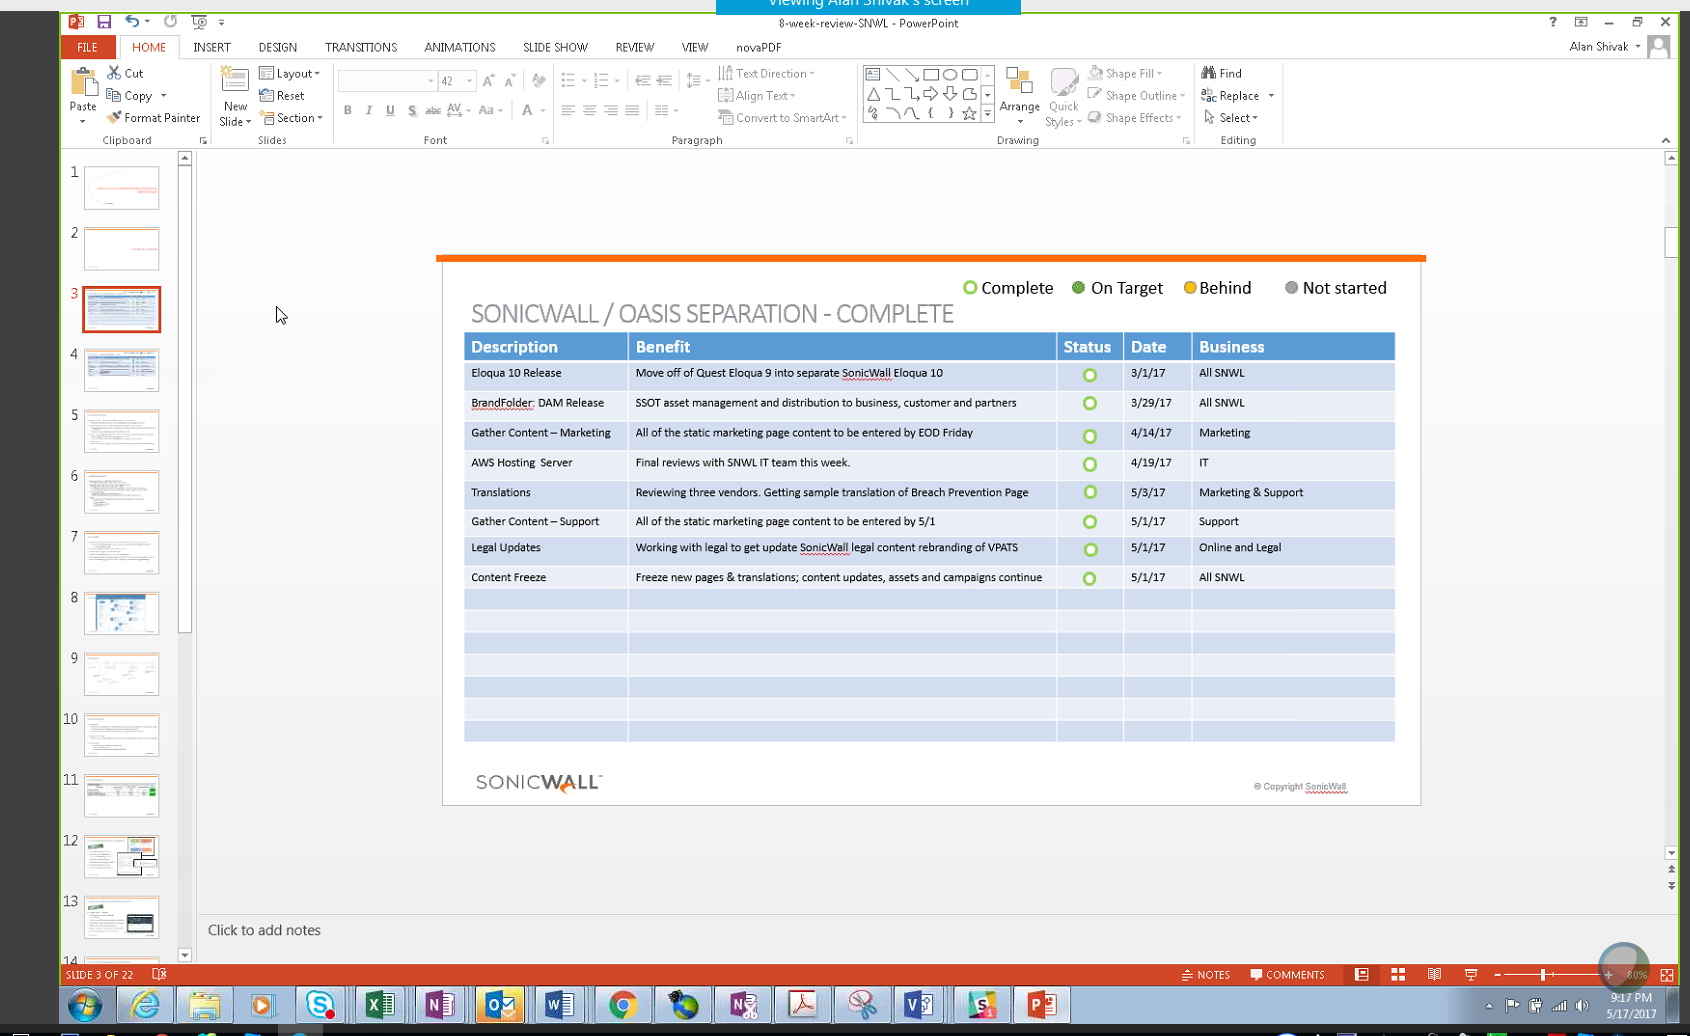 Viewing Alan Shivak's screen
8-week-review-SNWL - PowerPoint
FILE HOME INSERT DESIGN TRANSITIONS ANIMATIONS SLIDE SHOW REVIEW VIEW novaPDF Alan Shivak
Paste
Cut
Copy
Format Painter
Clipboard
New Slide
Layout
Reset
Section
Slides
42
Font
Text Direction
Align Text
Convert to SmartArt
Paragraph
Arrange
Quick Styles
Shape Fill
Shape Outline
Shape Effects
Drawing
Find
Replace
Select
Editing
1
2
3
4
5
6
7
8
9
10
11
12
13
14
Complete On Target Behind Not started
SONICWALL / OASIS SEPARATION - COMPLETE
Description Benefit Status Date Business
Eloqua 10 Release Move off of Quest Eloqua 9 into separate SonicWall Eloqua 10 3/1/17 All SNWL
BrandFolder: DAM Release SSOT asset management and distribution to business, customer and partners 3/29/17 All SNWL
Gather Content – Marketing All of the static marketing page content to be entered by EOD Friday 4/14/17 Marketing
AWS Hosting Server Final reviews with SNWL IT team this week. 4/19/17 IT
Translations Reviewing three vendors. Getting sample translation of Breach Prevention Page 5/3/17 Marketing & Support
Gather Content – Support All of the static marketing page content to be entered by 5/1 5/1/17 Support
Legal Updates Working with legal to get update SonicWall legal content rebranding of VPATS 5/1/17 Online and Legal
Content Freeze Freeze new pages & translations; content updates, assets and campaigns continue 5/1/17 All SNWL
SONICWALL™
© Copyright SonicWall
Click to add notes
SLIDE 3 OF 22 NOTES COMMENTS 80%
9:17 PM
5/17/2017